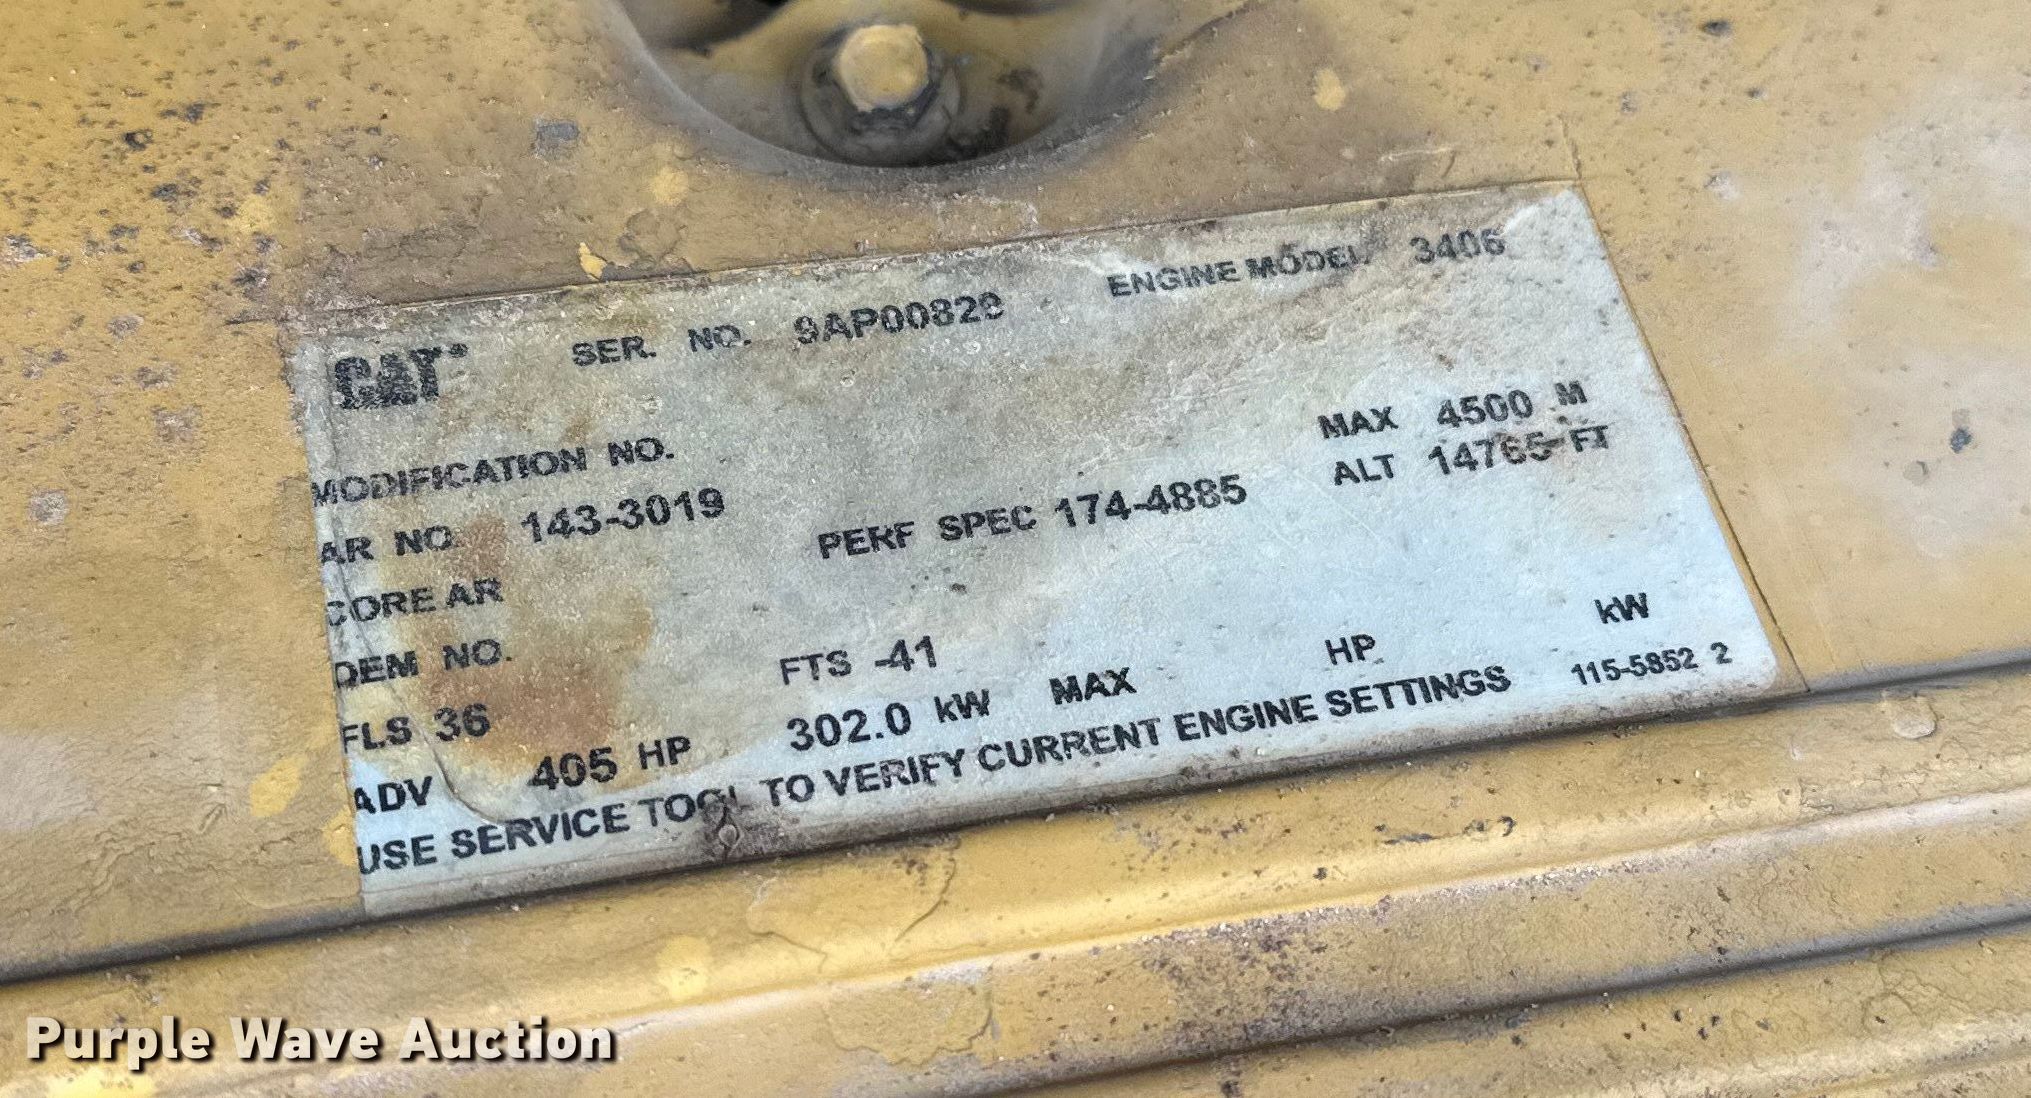 CAT SER. NO. 9AP00828 ENGINE MODEL 3406
MODIFICATION NO.
AR NO. 143-3019 PERF SPEC 174-4885 MAX ALT 4500 M 14765 FT
CORE AR
OEM NO.
FLS 36 FTS -41
ADV 405 HP 302.0 kW MAX HP kW
USE SERVICE TOOL TO VERIFY CURRENT ENGINE SETTINGS 115-5852 2
Purple Wave Auction